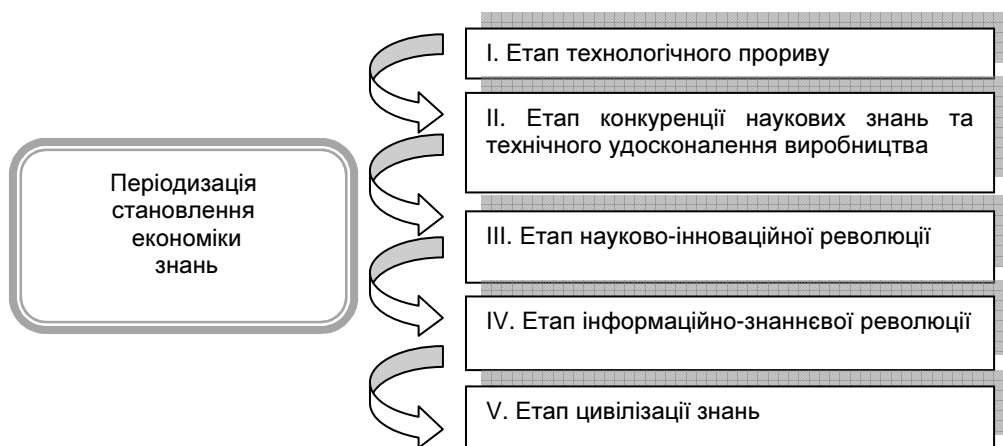 Періодизація
становлення
економіки
знань
I. Етап технологічного прориву
II. Етап конкуренції наукових знань та
технічного удосконалення виробництва
III. Етап науково-інноваційної революції
IV. Етап інформаційно-знаннєвої революції
V. Етап цивілізації знань